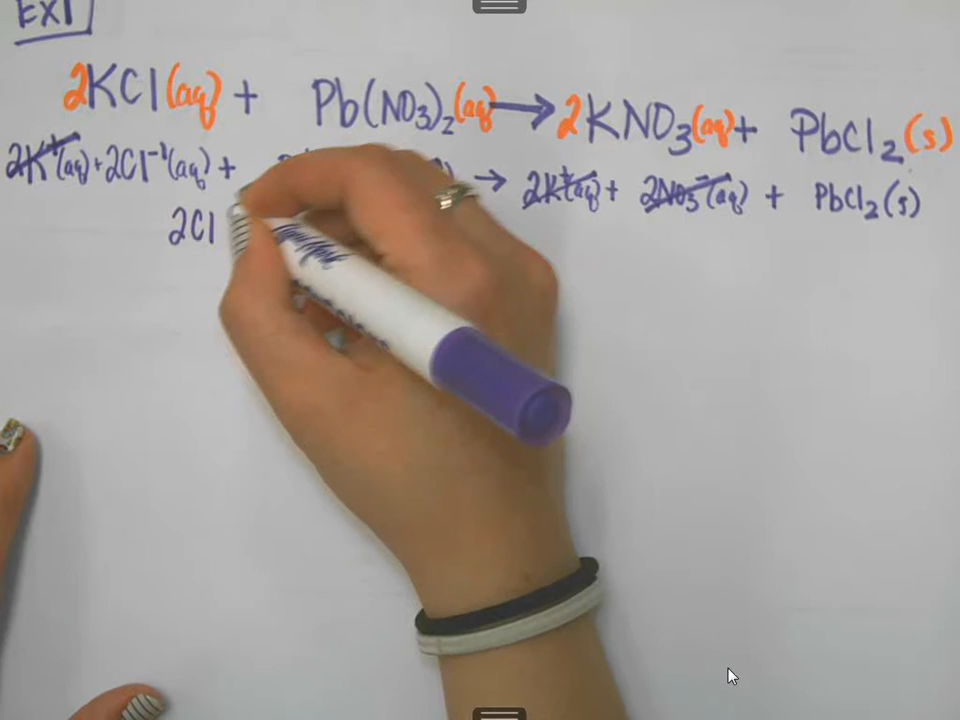 EX1
2KCl(aq) + Pb(NO3)2(aq) → 2KNO3(aq) + PbCl2(s)
2K+(aq) + 2Cl-1(aq) + → 2K+(aq) + 2NO3-(aq) + PbCl2(s)
2Cl